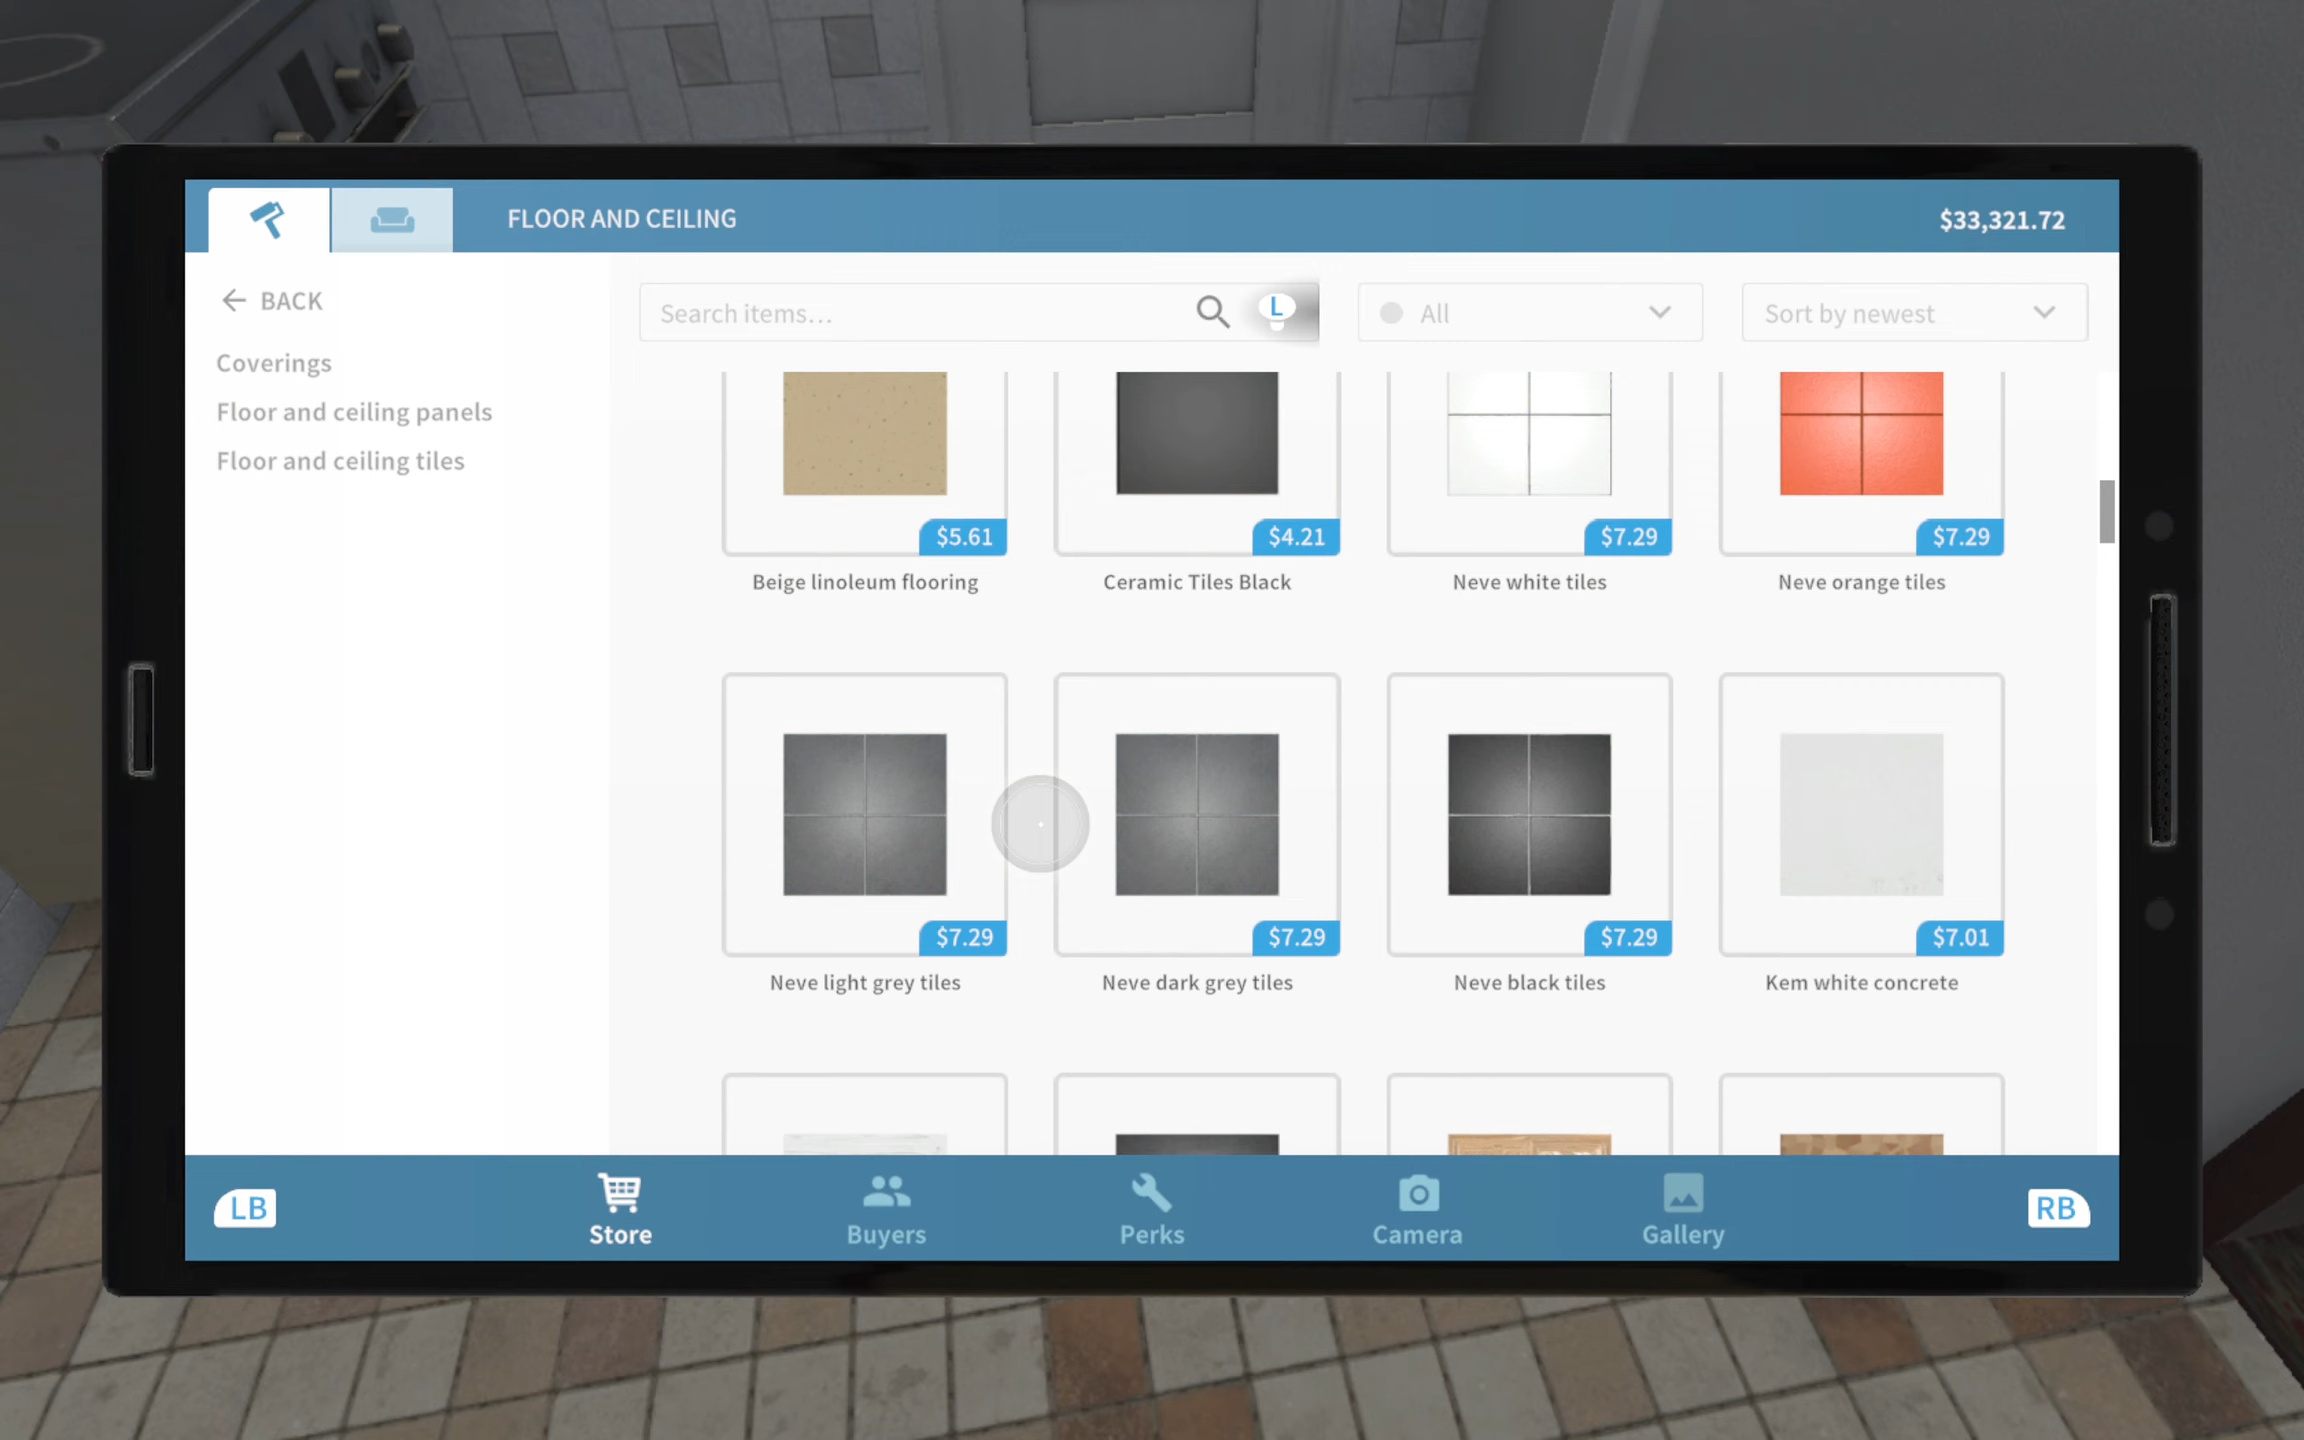 FLOOR AND CEILING
$33,321.72
BACK
Coverings
Floor and ceiling panels
Floor and ceiling tiles
Search items...
L
All
Sort by newest
$5.61
$4.21
$7.29
$7.29
Beige linoleum flooring
Ceramic Tiles Black
Neve white tiles
Neve orange tiles
$7.29
$7.29
$7.29
$7.01
Neve light grey tiles
Neve dark grey tiles
Neve black tiles
Kem white concrete
LB
Store
Buyers
Perks
Camera
Gallery
RB